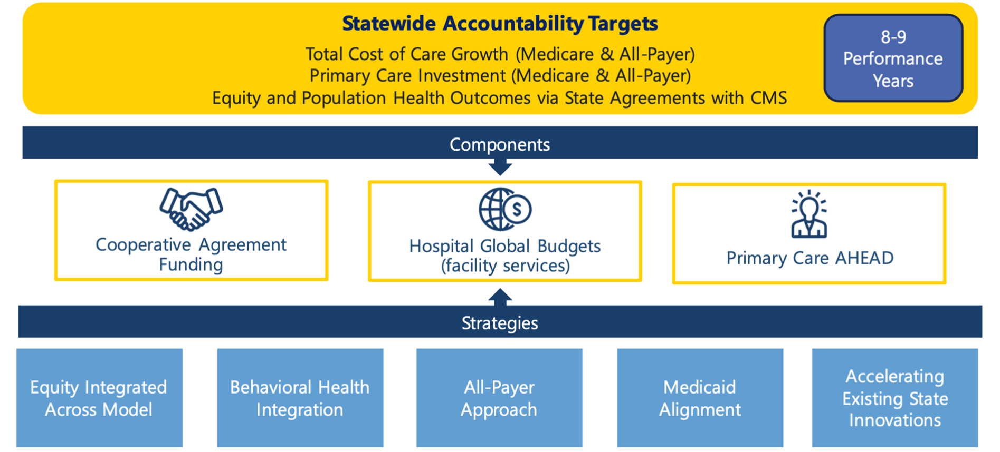 Statewide Accountability Targets
Total Cost of Care Growth (Medicare & All-Payer)
Primary Care Investment (Medicare & All-Payer)
Equity and Population Health Outcomes via State Agreements with CMS
8-9
Performance
Years
Components
Cooperative Agreement
Funding
$
Hospital Global Budgets
(facility services)
Primary Care AHEAD
Strategies
Equity Integrated
Across Model
Behavioral Health
Integration
All-Payer
Approach
Medicaid
Alignment
Accelerating
Existing State
Innovations